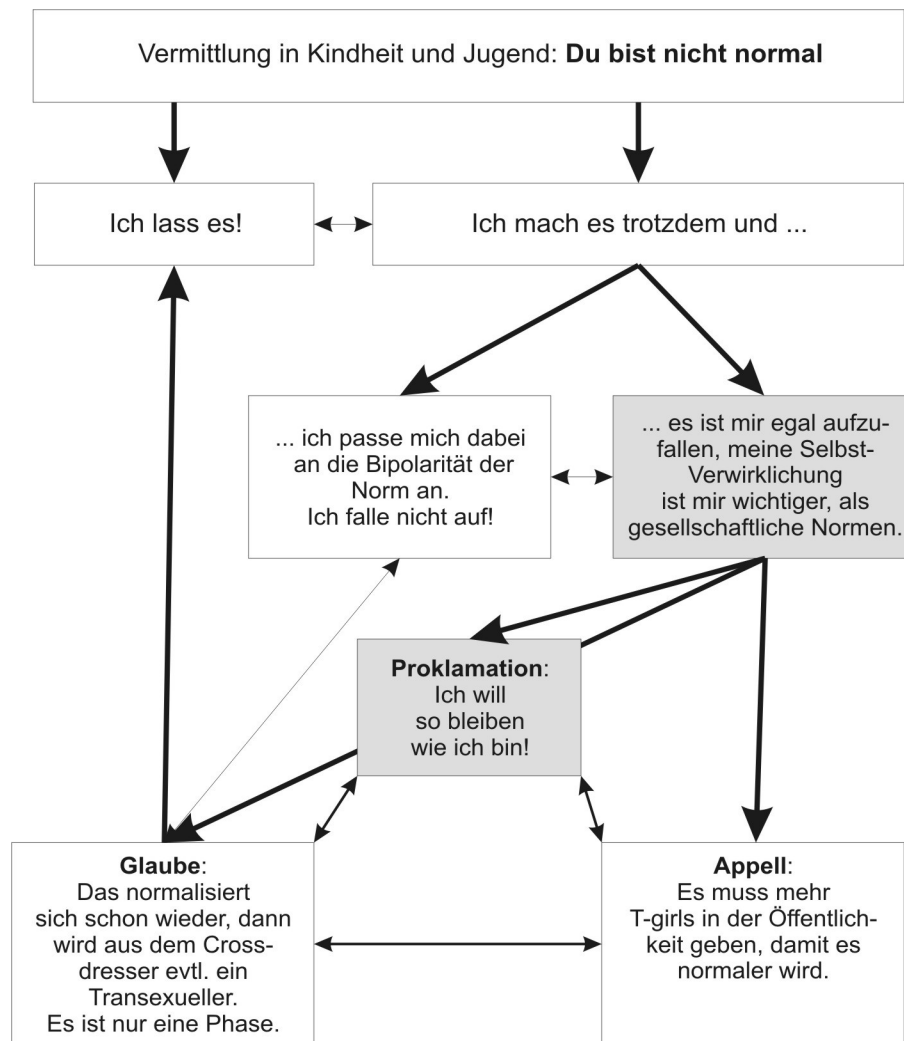 Vermittlung in Kindheit und Jugend: Du bist nicht normal
Ich lass es!
Ich mach es trotzdem und ...
... ich passe mich dabei
an die Bipolarität der
Norm an.
Ich falle nicht auf!
... es ist mir egal aufzu-
fallen, meine Selbst-
Verwirklichung
ist mir wichtiger, als
gesellschaftliche Normen.
Proklamation:
Ich will
so bleiben
wie ich bin!
Glaube:
Das normalisiert
sich schon wieder, dann
wird aus dem Cross-
dresser evtl. ein
Transexueller.
Es ist nur eine Phase.
Appell:
Es muss mehr
T-girls in der Öffentlich-
keit geben, damit es
normaler wird.